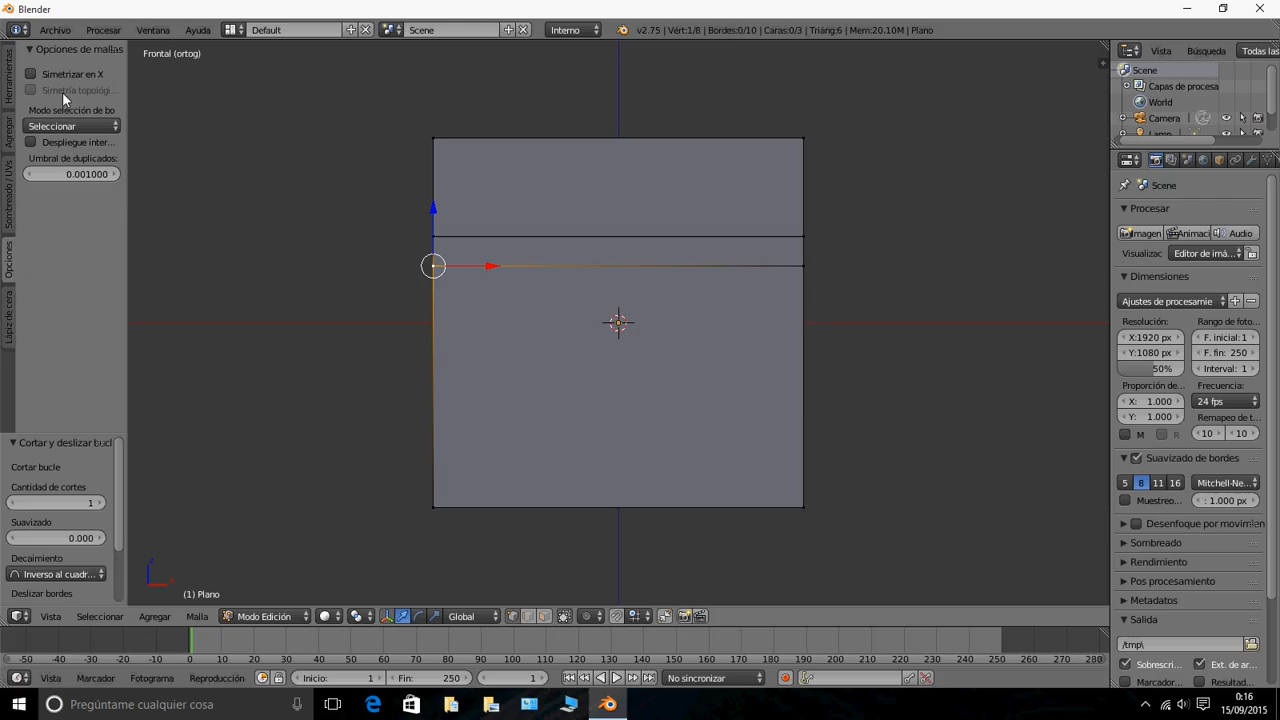 Blender
Archivo
Procesar
Ventana
Ayuda
Default
Scene
Interno
v2.75 | Vért:1/8 | Bordes:0/10 | Caras:0/3 | Triáng:6 | Mem:20.10M | Plano
Opciones de mallas
Simetrizar en X
Simetría topológi...
Modo selección de bo
Seleccionar
Despliegue inter...
Umbral de duplicados:
0.001000
Herramientas
Agregar
Sombreado / UVs
Opciones
Lápiz de cera
Frontal (ortog)
(1) Plano
Cortar y deslizar bucl
Cortar bucle
Cantidad de cortes
1
Suavizado
0.000
Decaimiento
Inverso al cuadr...
Deslizar bordes
Vista
Seleccionar
Agregar
Malla
Modo Edición
Global
-50 -40 -30 -20 -10 0 10 20 30 40 50 60 70 80 90 100 110 120 130 140 150 160 170 180 190 200 210 220 230 240 250 260 270 280
Vista
Marcador
Fotograma
Reproducción
Inicio: 1
Fin: 250
1
No sincronizar
Vista
Búsqueda
Todas las
Scene
Capas de procesa
World
Camera
Lamp
Scene
Procesar
Imagen
Animaci
Audio
Visualizac
Editor de imá...
Dimensiones
Ajustes de procesamie
Resolución:
Rango de foto...
X:1920 px
F. inicial:1
Y:1080 px
F. fin: 250
50%
Interval: 1
Proporción de...
Frecuencia:
X: 1.000
24 fps
Y: 1.000
Remapeo de t...
M
R
10
10
Suavizado de bordes
5 8 11 16
Mitchell-Ne...
Muestreo...
: 1.000 px
Desenfoque por movimien
Sombreado
Rendimiento
Pos procesamiento
Metadatos
Salida
/tmp\
Sobrescri...
Ext. de ar...
Marcador...
Resultad...
Pregúntame cualquier cosa
0:16
15/09/2015